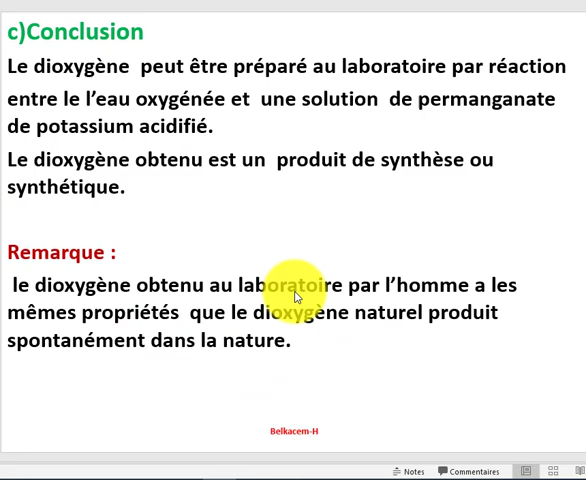 c)Conclusion
Le dioxygène peut être préparé au laboratoire par réaction
entre le l’eau oxygénée et une solution de permanganate
de potassium acidifié.
Le dioxygène obtenu est un produit de synthèse ou
synthétique.
Remarque :
le dioxygène obtenu au laboratoire par l’homme a les
mêmes propriétés que le dioxygène naturel produit
spontanément dans la nature.
Belkacem-H
Notes Commentaires